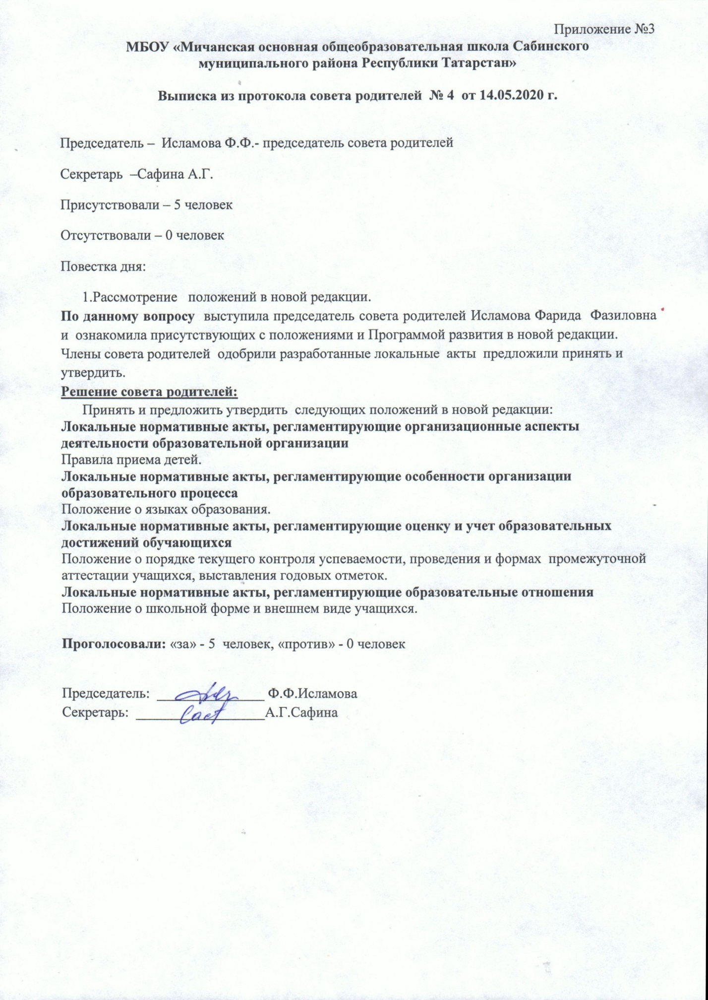 Приложение №3
МБОУ «Мичанская основная общеобразовательная школа Сабинского
муниципального района Республики Татарстан»
Выписка из протокола совета родителей № 4 от 14.05.2020 г.
Председатель – Исламова Ф.Ф.- председатель совета родителей
Секретарь –Сафина А.Г.
Присутствовали – 5 человек
Отсутствовали – 0 человек
Повестка дня:
1.Рассмотрение положений в новой редакции.
По данному вопросу выступила председатель совета родителей Исламова Фарида Фазиловна
и ознакомила присутствующих с положениями и Программой развития в новой редакции.
Члены совета родителей одобрили разработанные локальные акты предложили принять и
утвердить.
Решение совета родителей:
Принять и предложить утвердить следующих положений в новой редакции:
Локальные нормативные акты, регламентирующие организационные аспекты
деятельности образовательной организации
Правила приема детей.
Локальные нормативные акты, регламентирующие особенности организации
образовательного процесса
Положение о языках образования.
Локальные нормативные акты, регламентирующие оценку и учет образовательных
достижений обучающихся
Положение о порядке текущего контроля успеваемости, проведения и формах промежуточной
аттестации учащихся, выставления годовых отметок.
Локальные нормативные акты, регламентирующие образовательные отношения
Положение о школьной форме и внешнем виде учащихся.
Проголосовали: «за» - 5 человек, «против» - 0 человек
Председатель: ________________ Ф.Ф.Исламова
Секретарь: ___________________А.Г.Сафина